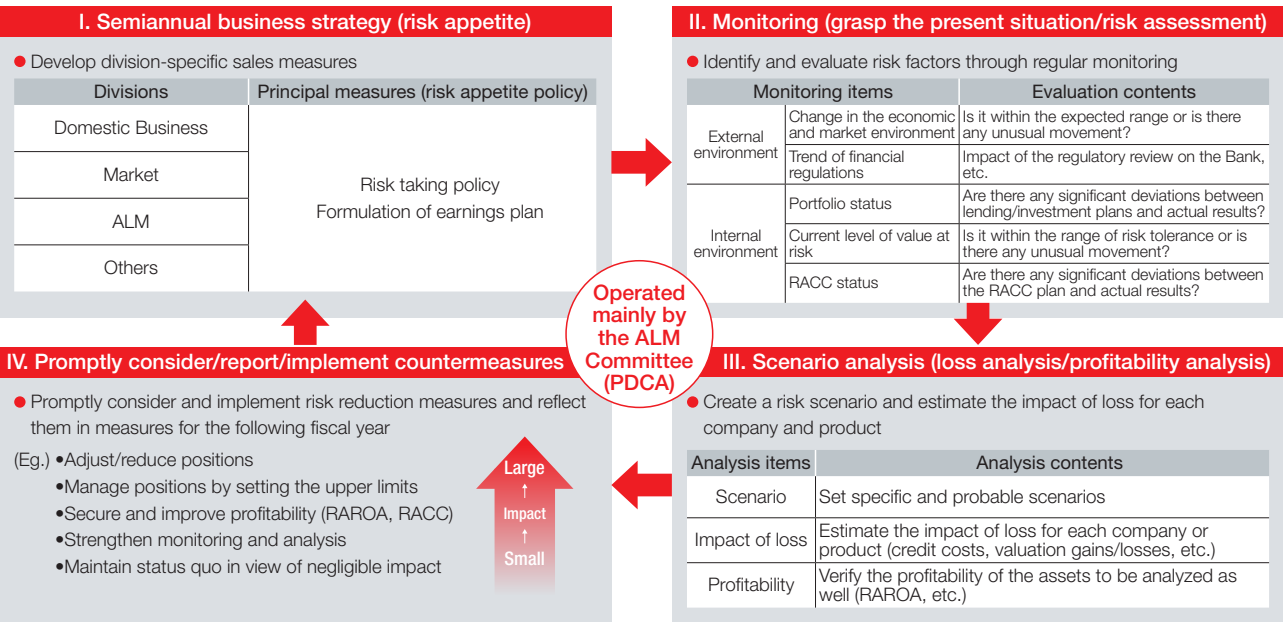 I. Semiannual business strategy (risk appetite)
● Develop division-specific sales measures
Divisions
Principal measures (risk appetite policy)
Domestic Business
Market
ALM
Others
Risk taking policy
Formulation of earnings plan
II. Monitoring (grasp the present situation/risk assessment)
● Identify and evaluate risk factors through regular monitoring
Monitoring items
Evaluation contents
External
environment
Change in the economic
and market environment
Is it within the expected range or is there
any unusual movement?
Trend of financial
regulations
Impact of the regulatory review on the Bank,
etc.
Internal
environment
Portfolio status
Are there any significant deviations between
lending/investment plans and actual results?
Current level of value at
risk
Is it within the range of risk tolerance or is
there any unusual movement?
RACC status
Are there any significant deviations between
the RACC plan and actual results?
Operated
mainly by
the ALM
Committee
(PDCA)
IV. Promptly consider/report/implement countermeasures
● Promptly consider and implement risk reduction measures and reflect
them in measures for the following fiscal year
(Eg.) •Adjust/reduce positions
•Manage positions by setting the upper limits
•Secure and improve profitability (RAROA, RACC)
•Strengthen monitoring and analysis
•Maintain status quo in view of negligible impact
Large
↑
Impact
↑
Small
III. Scenario analysis (loss analysis/profitability analysis)
● Create a risk scenario and estimate the impact of loss for each
company and product
Analysis items
Analysis contents
Scenario
Set specific and probable scenarios
Impact of loss
Estimate the impact of loss for each company or
product (credit costs, valuation gains/losses, etc.)
Profitability
Verify the profitability of the assets to be analyzed as
well (RAROA, etc.)